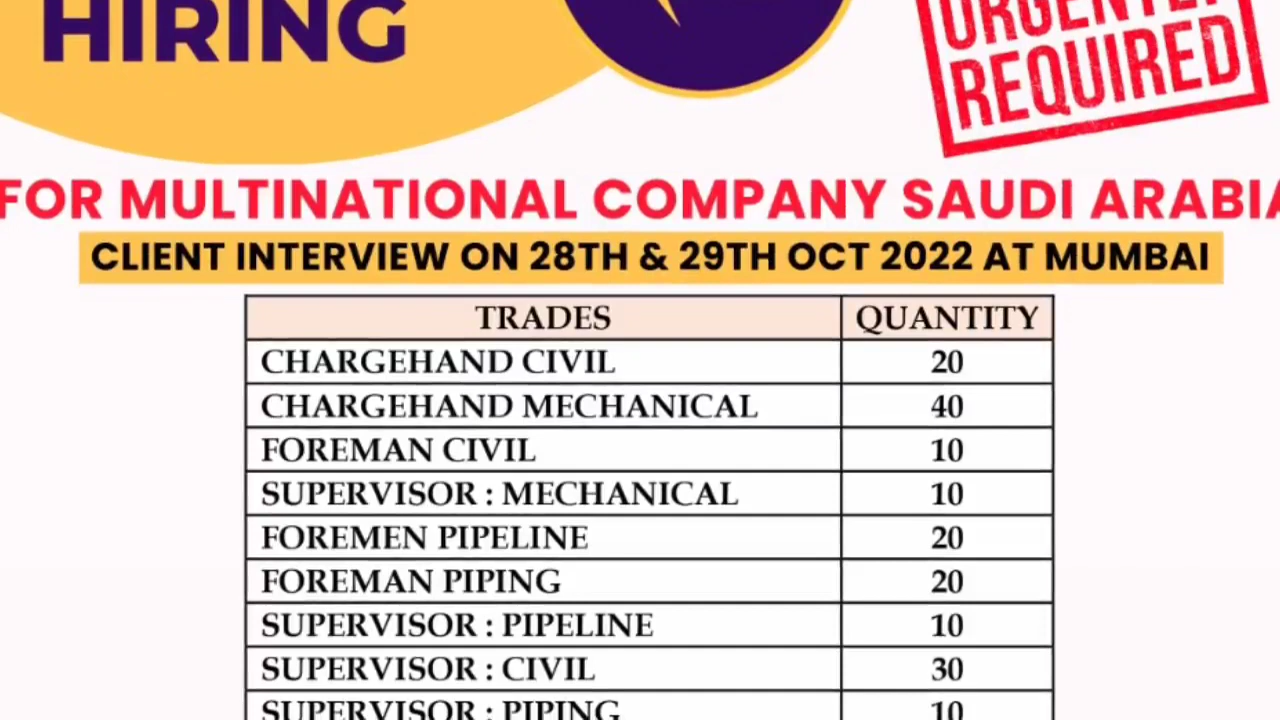 HIRING
URGENTLY
REQUIRED
FOR MULTINATIONAL COMPANY SAUDI ARABIA
CLIENT INTERVIEW ON 28TH & 29TH OCT 2022 AT MUMBAI
TRADES QUANTITY
CHARGEHAND CIVIL 20
CHARGEHAND MECHANICAL 40
FOREMAN CIVIL 10
SUPERVISOR : MECHANICAL 10
FOREMEN PIPELINE 20
FOREMAN PIPING 20
SUPERVISOR : PIPELINE 10
SUPERVISOR : CIVIL 30
SUPERVISOR : PIPING 10